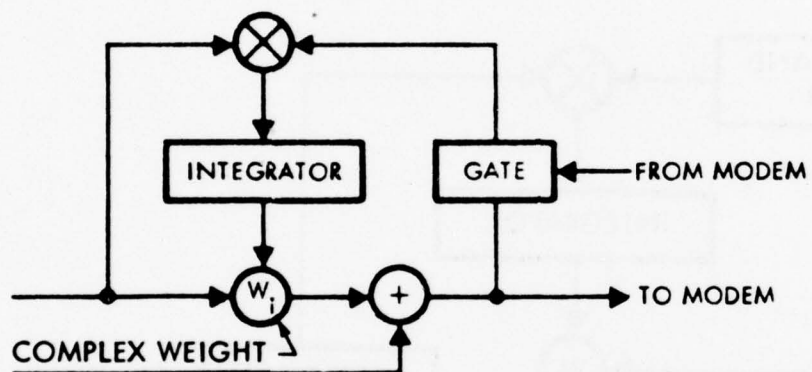 INTEGRATOR
GATE
FROM MODEM
W i
+
TO MODEM
COMPLEX WEIGHT